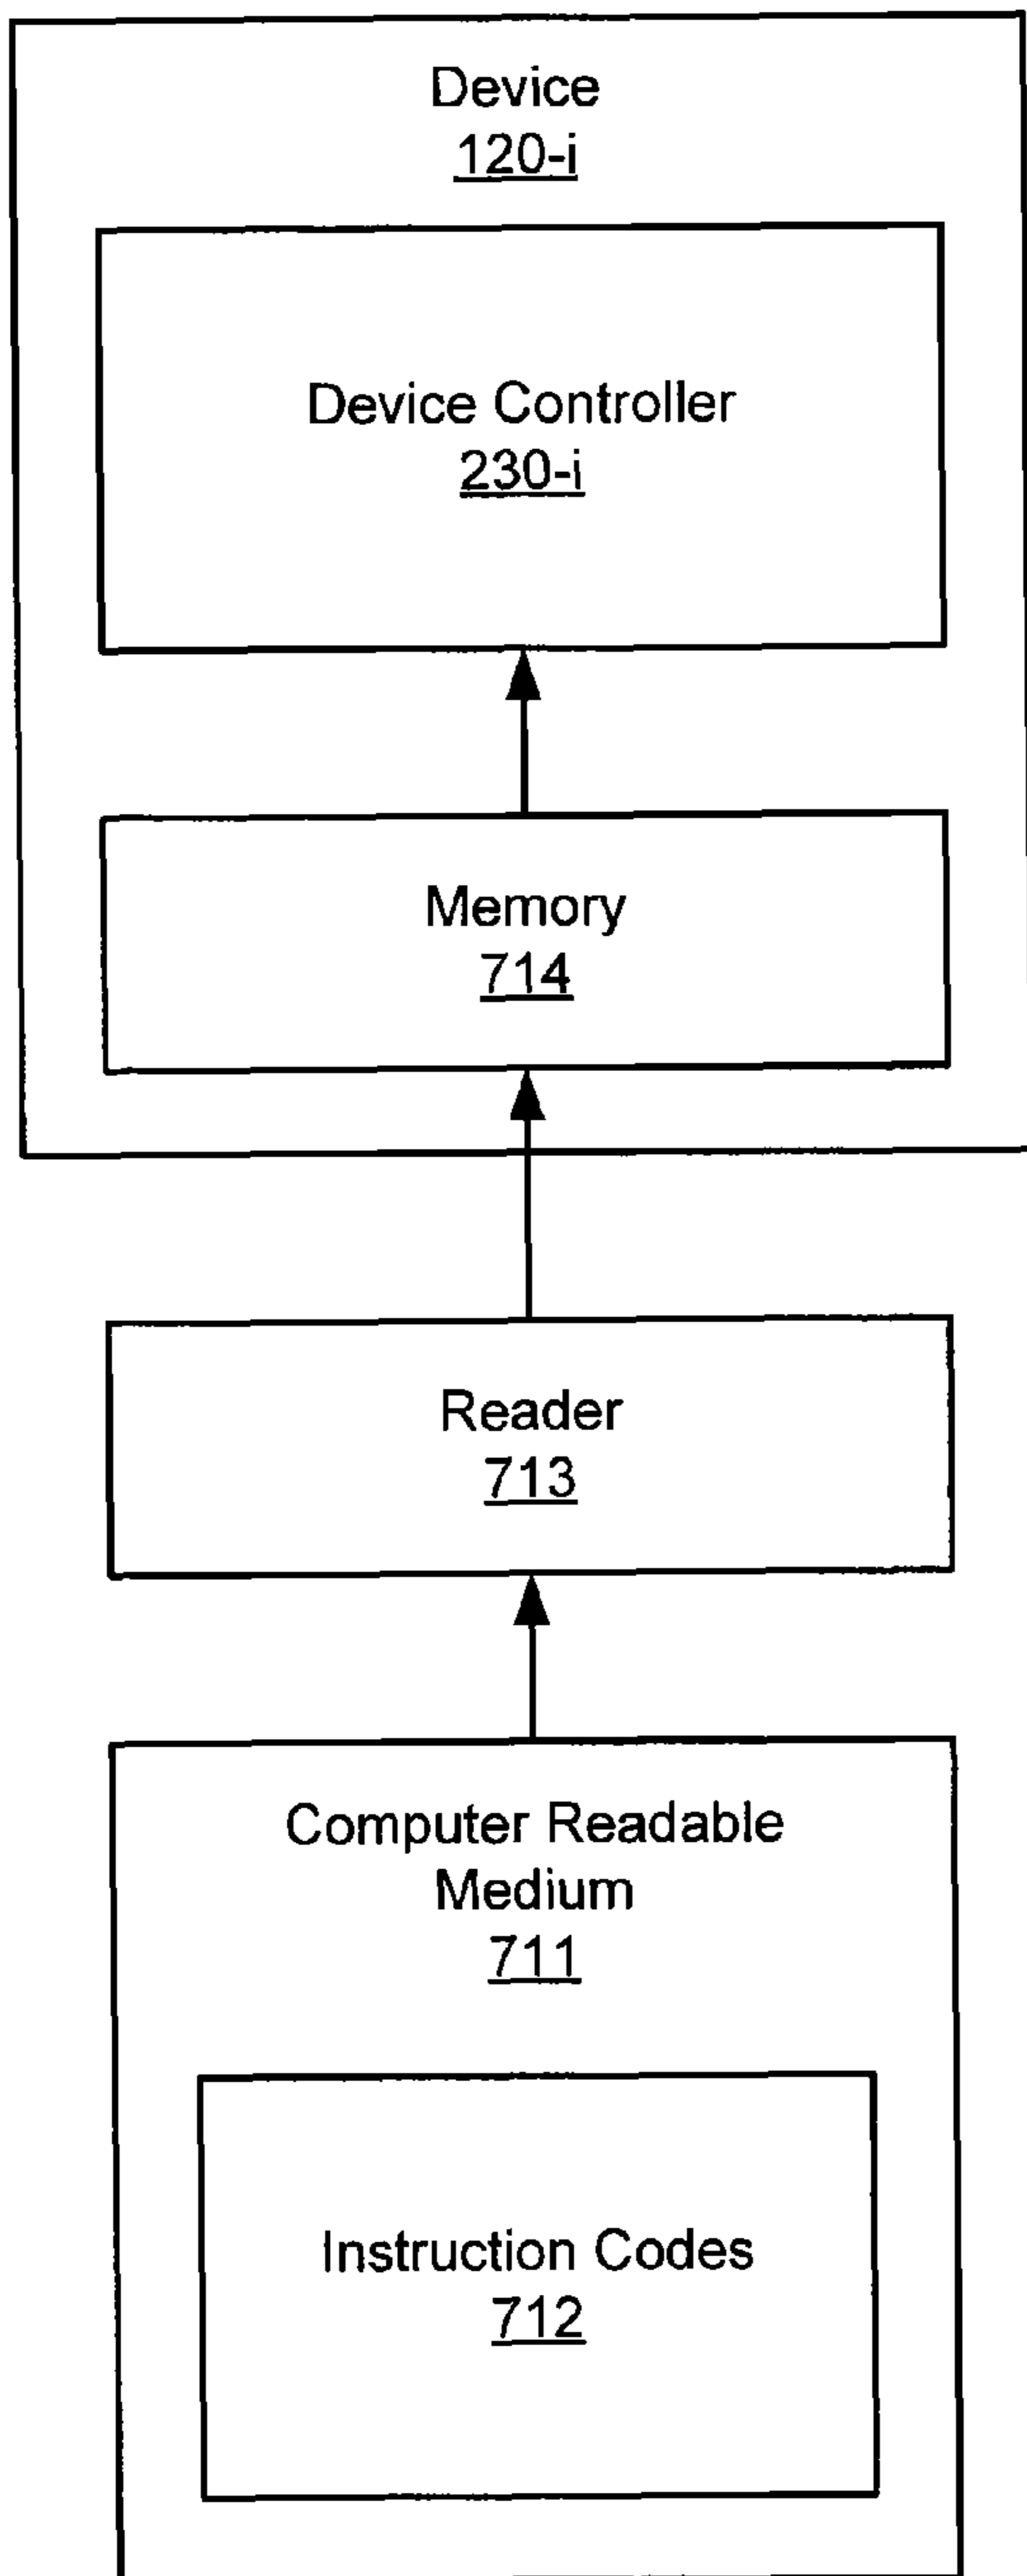 Device
120-i
Device Controller
230-i
Memory
714
Reader
713
Computer Readable
Medium
711
Instruction Codes
712